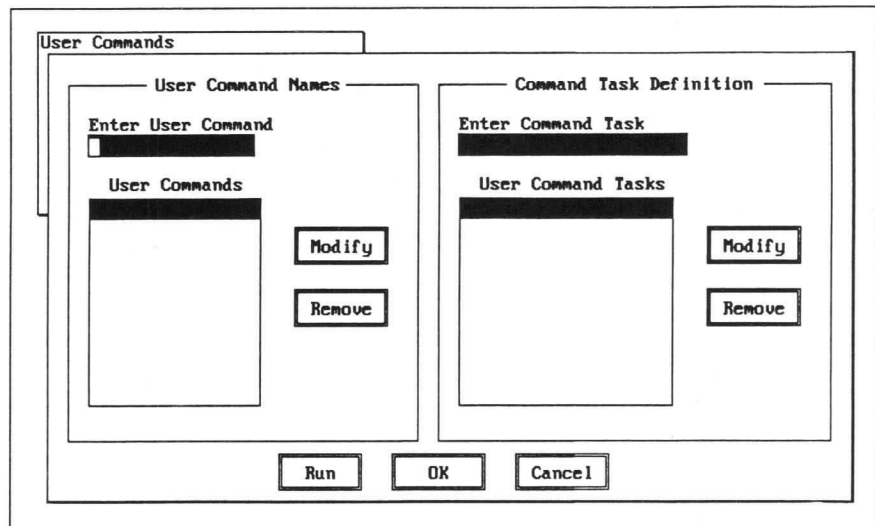 User Commands
User Command Names
Enter User Command
User Commands
Modify
Remove
Command Task Definition
Enter Command Task
User Command Tasks
Modify
Remove
Run
OK
Cancel